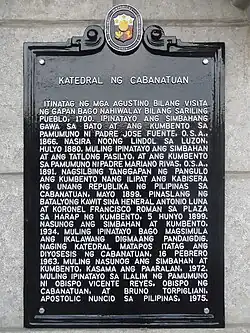 KATEDRAL NG CABANATUAN
ITINATAG NG MGA AGUSTINO BILANG VISITA
NG GAPAN BAGO NAHIWALAY BILANG SARILING
PUEBLO, 1700. IPINATAYO ANG SIMBAHANG
GAWA SA BATO AT ANG KUMBENTO SA
PAMUMUNO NI PADRE JOSE FUENTE, O.S.A.,
1866. NASIRA NOONG LINDOL SA LUZON,
HULYO 1880. MULING IPINATAYO ANG SIMBAHAN
AT ANG TATLONG PASILYO, AT ANG KUMBENTO
SA PAMUMUNO NI PADRE MARIANO RIVAS, O.S.A.,
1891. NAGSILBING TANGGAPAN NG PANGULO
ANG KUMBENTO NANG ILIPAT ANG KABISERA
NG UNANG REPUBLIKA NG PILIPINAS SA
CABANATUAN, MAYO 1899. PINASLANG NG
BATALYONG KAWIT SINA HENERAL ANTONIO LUNA
AT KORONEL FRANCISCO ROMAN SA PLAZA
SA HARAP NG KUMBENTO, 5 HUNYO 1899.
NASUNOG ANG SIMBAHAN AT KUMBENTO,
1934. MULING IPINATAYO BAGO MAGSIMULA
ANG IKALAWANG DIGMAANG PANDAIGDIG.
NAGING KATEDRAL MATAPOS ITATAG ANG
DIYOSESIS NG CABANATUAN, 16 PEBRERO
1963. MULING NASUNOG ANG SIMBAHAN AT
KUMBENTO, KASAMA ANG PAARALAN, 1972.
MULING IPINATAYO SA ILALIM NG PAMUMUNO
NI OBISPO VICENTE REYES, OBISPO NG
CABANATUAN, AT BRUNO TORPIGLIANI,
APOSTOLIC NUNCIO SA PILIPINAS, 1975.